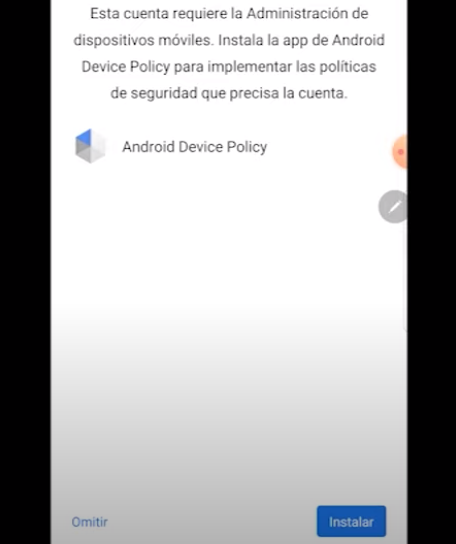 Esta cuenta requiere la Administración de
dispositivos móviles. Instala la app de Android
Device Policy para implementar las políticas
de seguridad que precisa la cuenta.
Android Device Policy
Omitir
Instalar